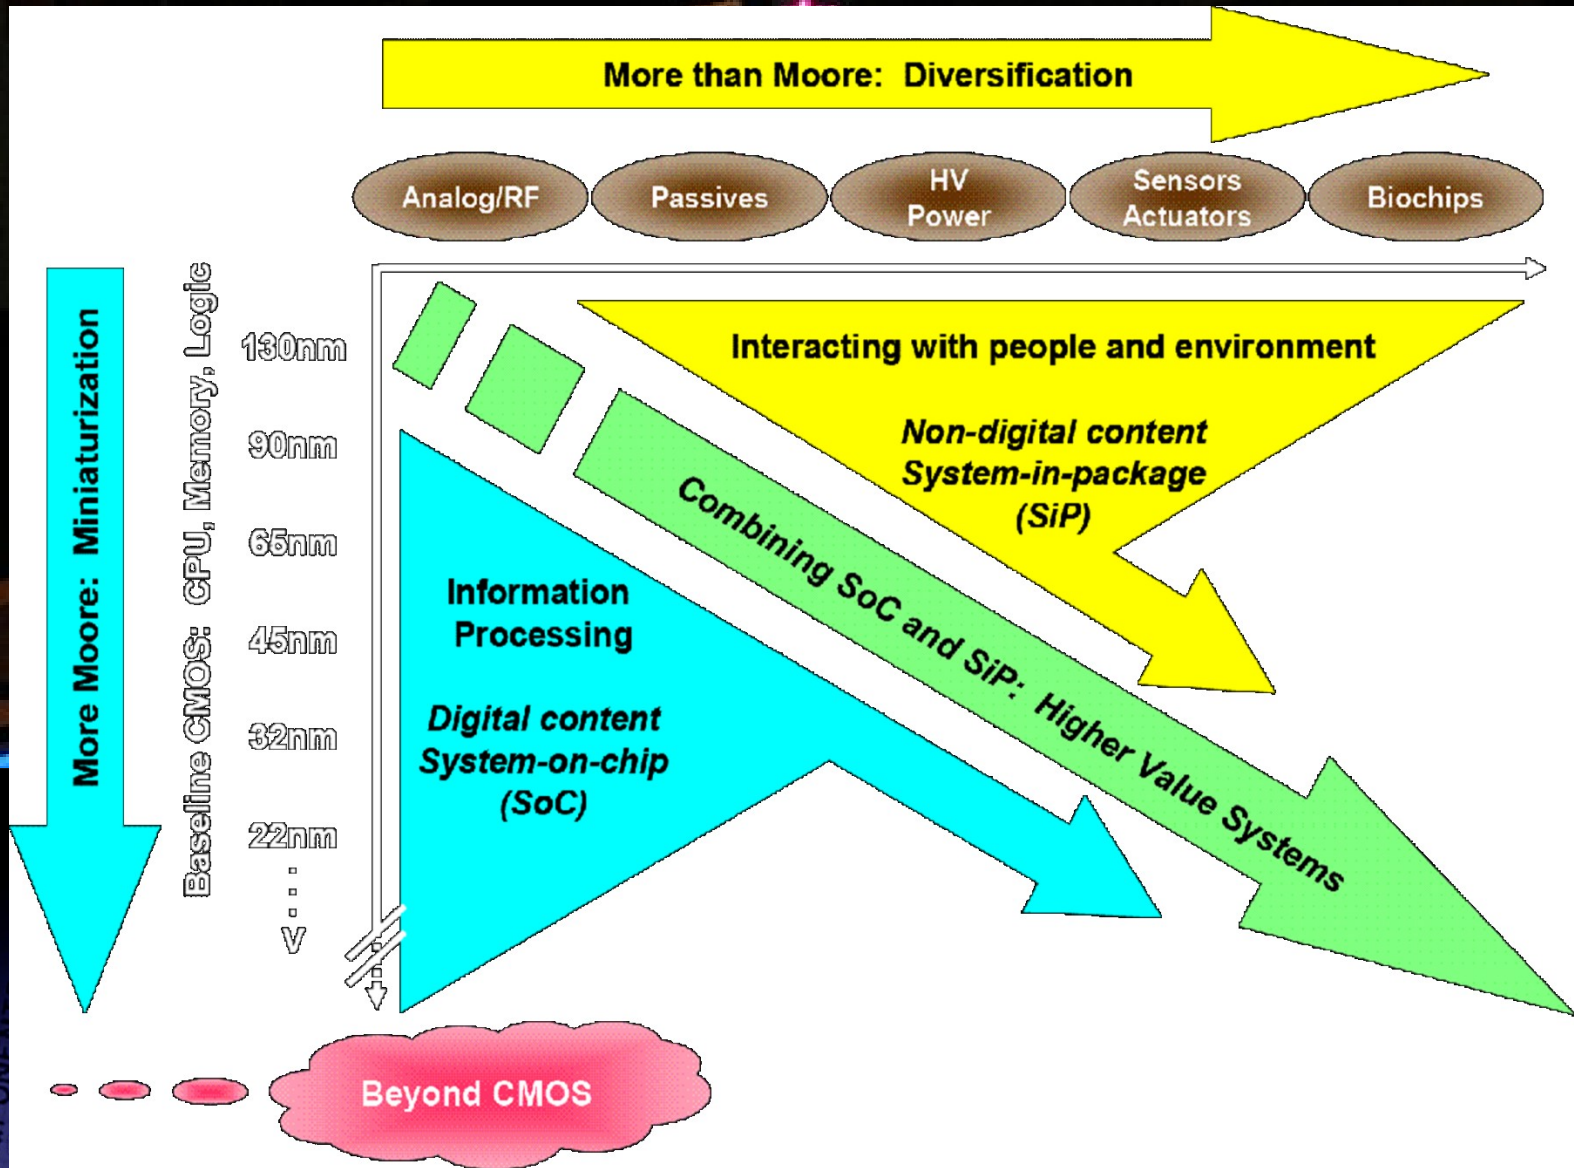 More than Moore:  Diversification
Analog/RF
Passives
HV
Power
Sensors
Actuators
Biochips
More Moore:  Miniaturization
Baseline CMOS:  CPU, Memory, Logic
130nm
90nm
65nm
45nm
32nm
22nm
V
Interacting with people and environment
Non-digital content
System-in-package
(SiP)
Combining SoC and SiP:  Higher Value Systems
Information
Processing
Digital content
System-on-chip
(SoC)
Beyond CMOS